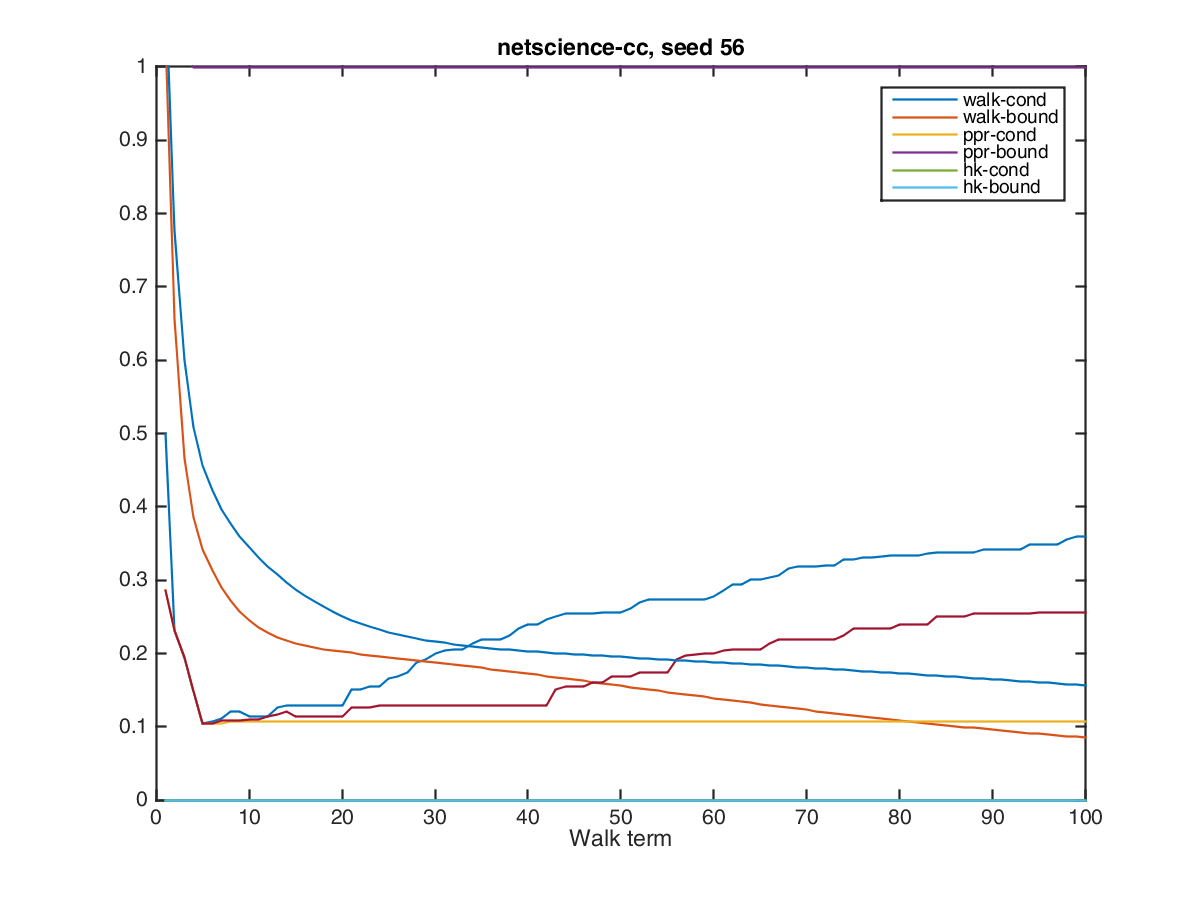 netscience-cc, seed 56
1
0.9
0.8
0.7
0.6
0.5
0.4
0.3
0.2
0.1
0
walk-cond
walk-bound
ppr-cond
ppr-bound
hk-cond
hk-bound
0 10 20 30 40 50 60 70 80 90 100
Walk term